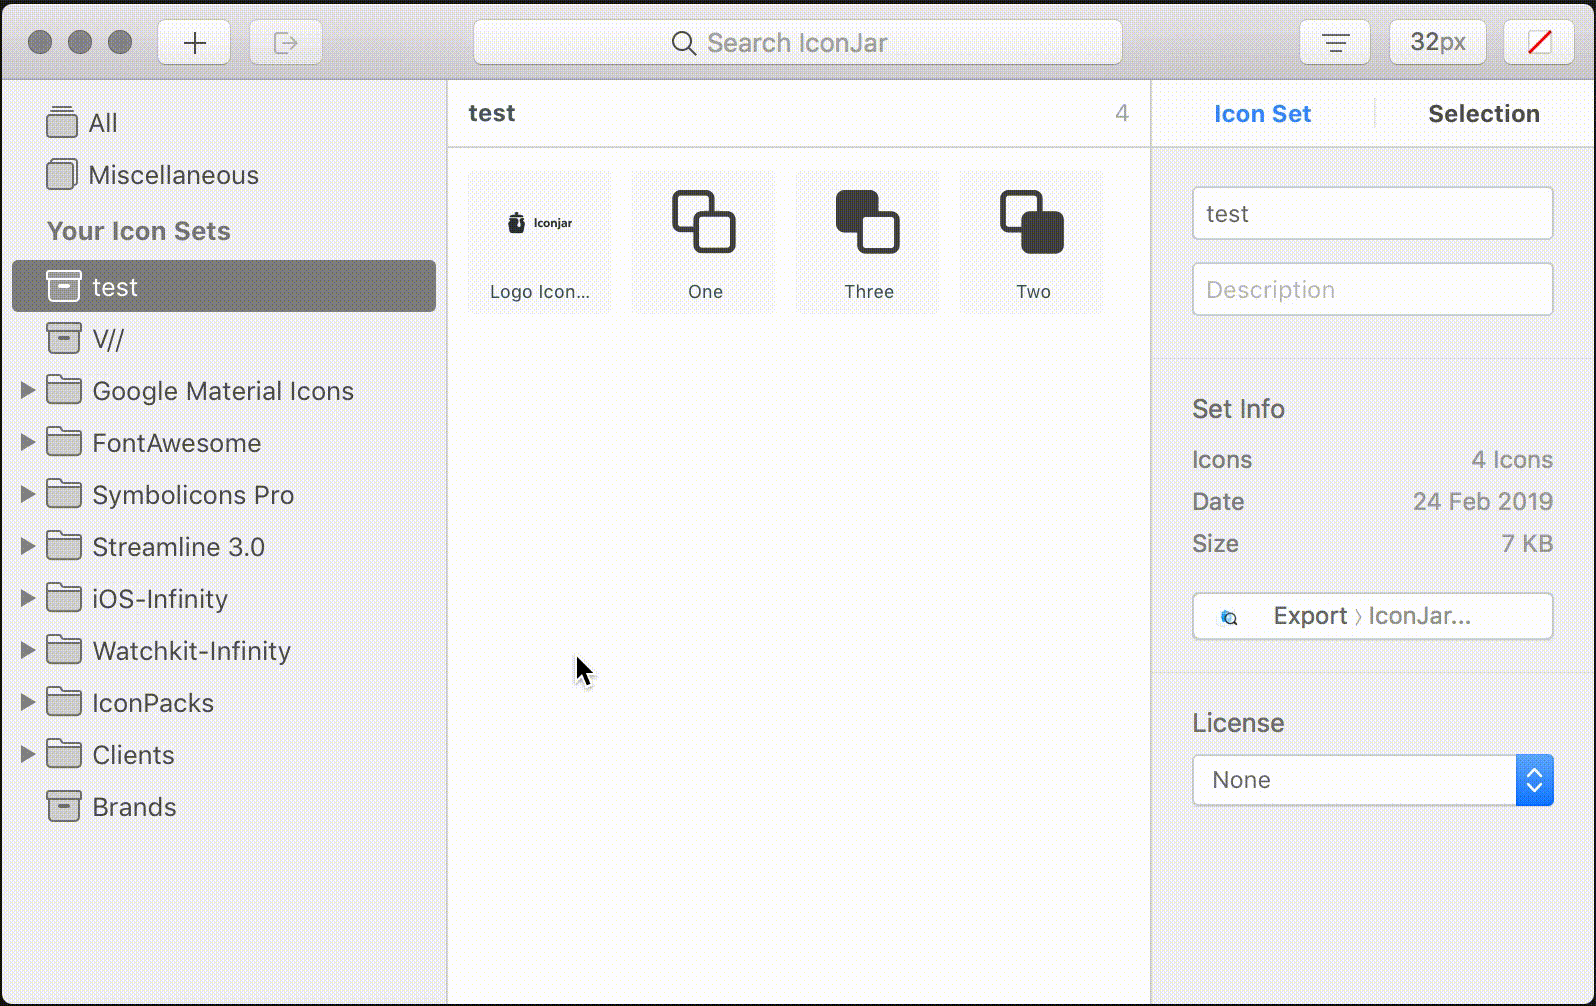 Search IconJar
32px
All
Miscellaneous
Your Icon Sets
test
V//
Google Material Icons
FontAwesome
Symbolicons Pro
Streamline 3.0
iOS-Infinity
Watchkit-Infinity
IconPacks
Clients
Brands
test 4
Iconjar
Logo Icon... One Three Two
Icon Set Selection
test
Description
Set Info
Icons 4 Icons
Date 24 Feb 2019
Size 7 KB
Export 〉IconJar...
License
None